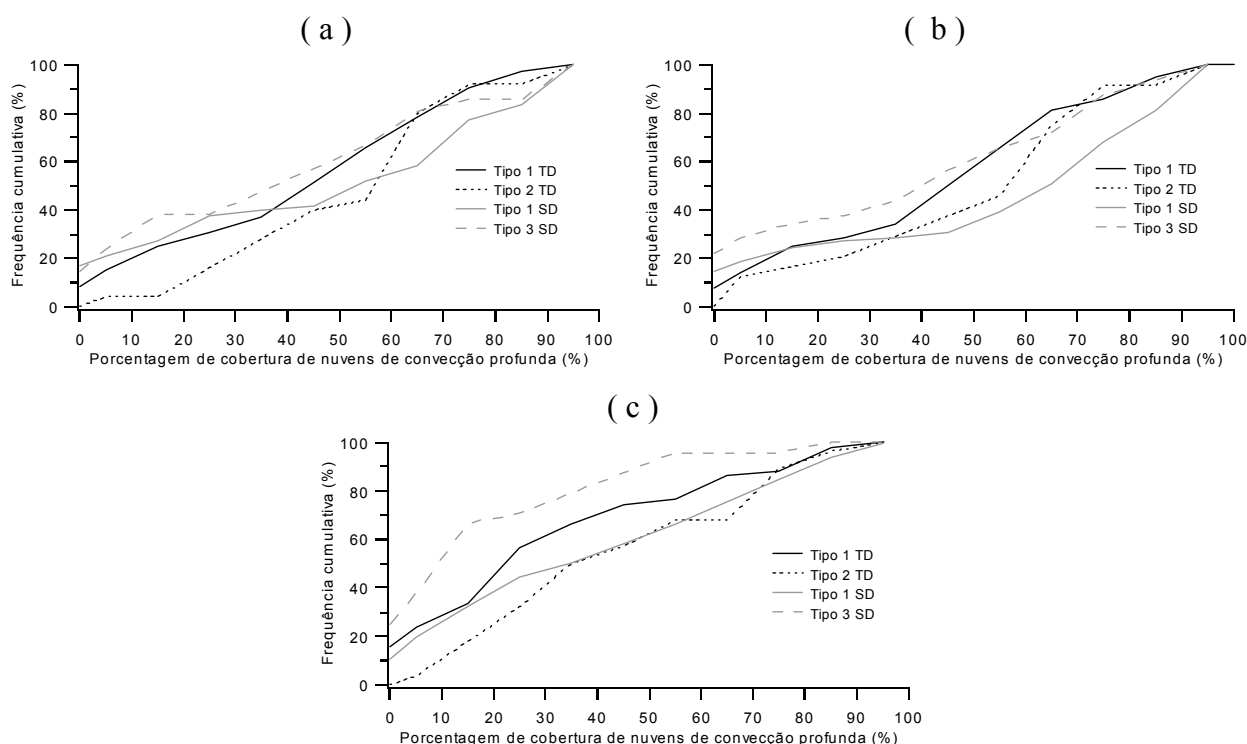 ( a )
Frequência cumulativa (%)
100
80
60
40
20
0
Tipo 1 TD
Tipo 2 TD
Tipo 1 SD
Tipo 3 SD
0 10 20 30 40 50 60 70 80 90 100
Porcentagem de cobertura de nuvens de convecção profunda (%)
( b )
Frequência cumulativa (%)
100
80
60
40
20
0
Tipo 1 TD
Tipo 2 TD
Tipo 1 SD
Tipo 3 SD
0 10 20 30 40 50 60 70 80 90 100
Porcentagem de cobertura de nuvens de convecção profunda (%)
( c )
Frequência cumulativa (%)
100
80
60
40
20
0
Tipo 1 TD
Tipo 2 TD
Tipo 1 SD
Tipo 3 SD
0 10 20 30 40 50 60 70 80 90 100
Porcentagem de cobertura de nuvens de convecção profunda (%)